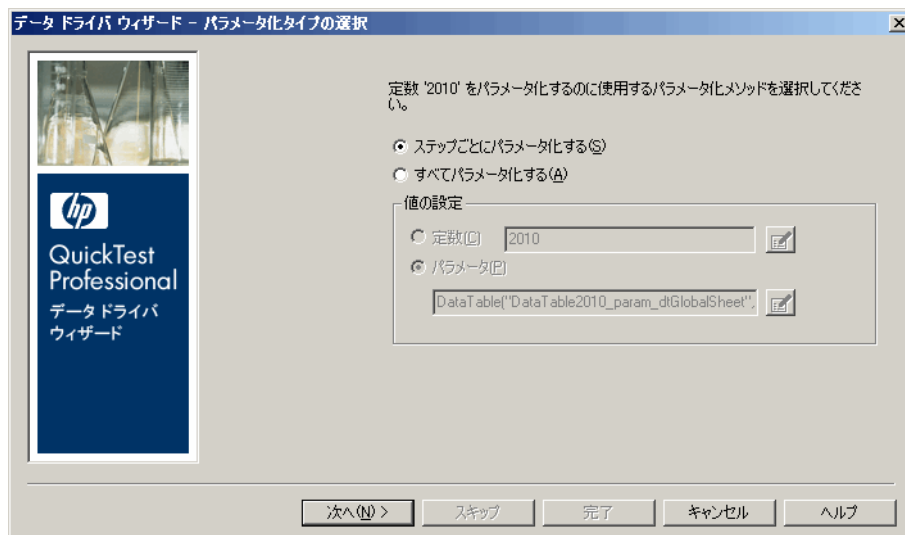 データ ドライバ ウィザード - パラメータ化タイプの選択
定数 '2010' をパラメータ化するのに使用するパラメータ化メソッドを選択してくださ
い。
ステップごとにパラメータ化する(S)
すべてパラメータ化する(A)
値の設定
定数(C)
2010
パラメータ(P)
DataTable("DataTable2010_param_dtGlobalSheet",
hp
QuickTest
Professional
データ ドライバ
ウィザード
次へ(N) >
スキップ
完了
キャンセル
ヘルプ